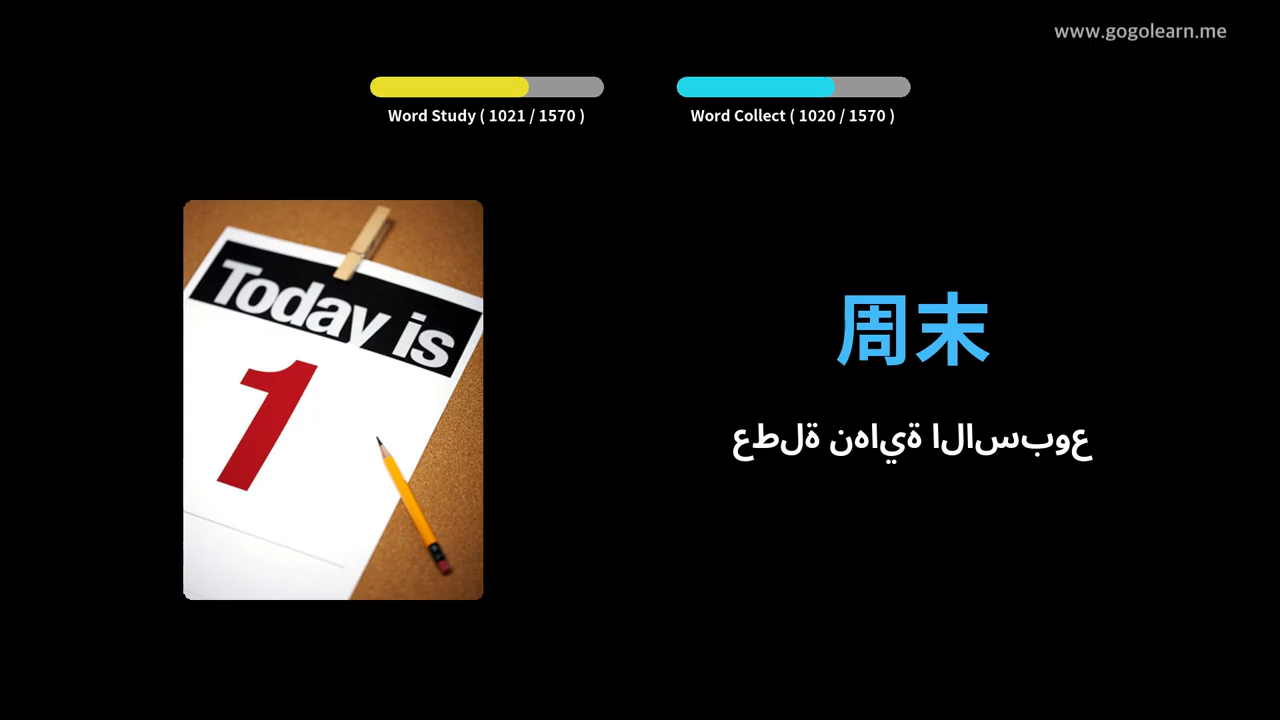 www.gogolearn.me
Word Study ( 1021 / 1570 )
Word Collect ( 1020 / 1570 )
Today is
1
周末
عطلة نهاية الاسبوع